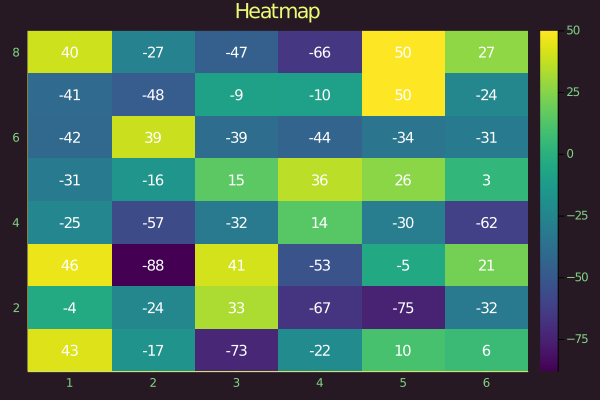 Heatmap
50
8 40 -27 -47 -66 50 27
25
-41 -48 -9 -10 50 -24
6 -42 39 -39 -44 -34 -31
0
-31 -16 15 36 26 3
4 -25 -57 -32 14 -30 -62
−25
46 -88 41 -53 -5 21
−50
2 -4 -24 33 -67 -75 -32
−75
43 -17 -73 -22 10 6
1 2 3 4 5 6